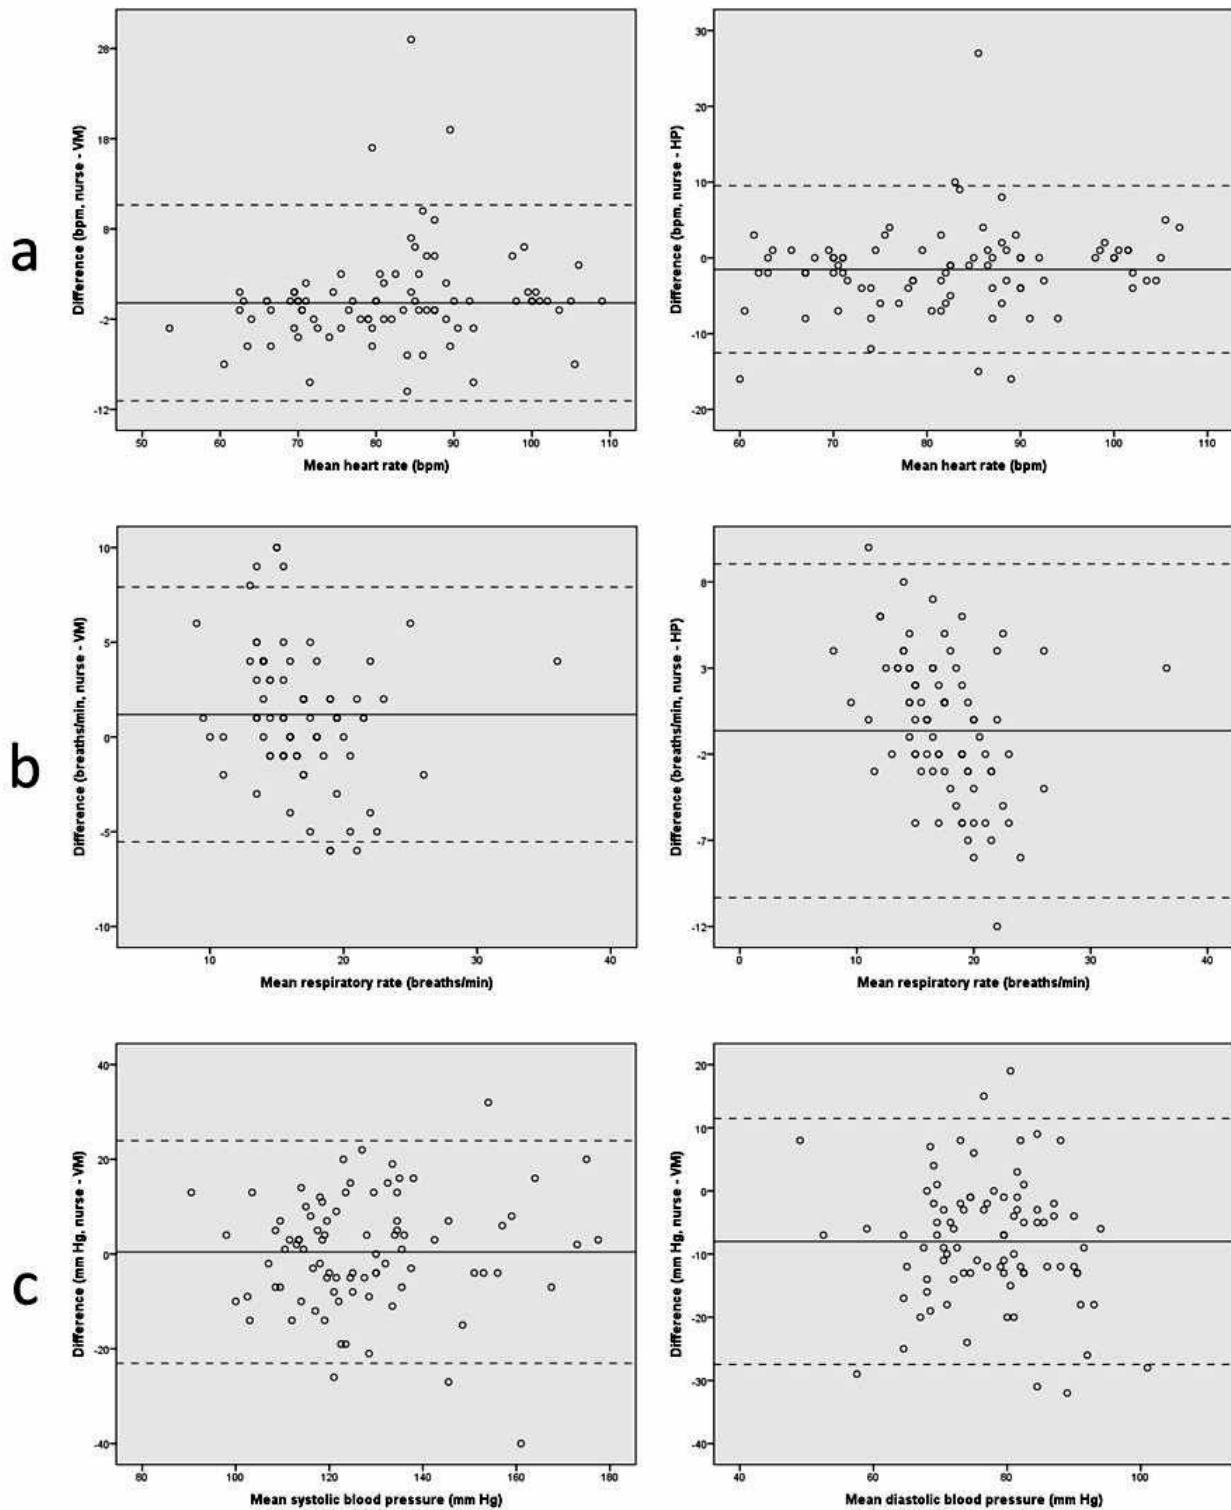 a
Difference (bpm, nurse - VM)
28
18
8
-2
-12
50 60 70 80 90 100 110
Mean heart rate (bpm)
Difference (bpm, nurse - HP)
30
20
10
0
-10
-20
60 70 80 90 100 110
Mean heart rate (bpm)
b
Difference (breaths/min, nurse - VM)
10
5
0
-5
-10
10 20 30 40
Mean respiratory rate (breaths/min)
Difference (breaths/min, nurse - HP)
8
3
-2
-7
-12
0 10 20 30 40
Mean respiratory rate (breaths/min)
c
Difference (mm Hg, nurse - VM)
40
20
0
-20
-40
80 100 120 140 160 180
Mean systolic blood pressure (mm Hg)
Difference (mm Hg, nurse - VM)
20
10
0
-10
-20
-30
-40
40 60 80 100
Mean diastolic blood pressure (mm Hg)